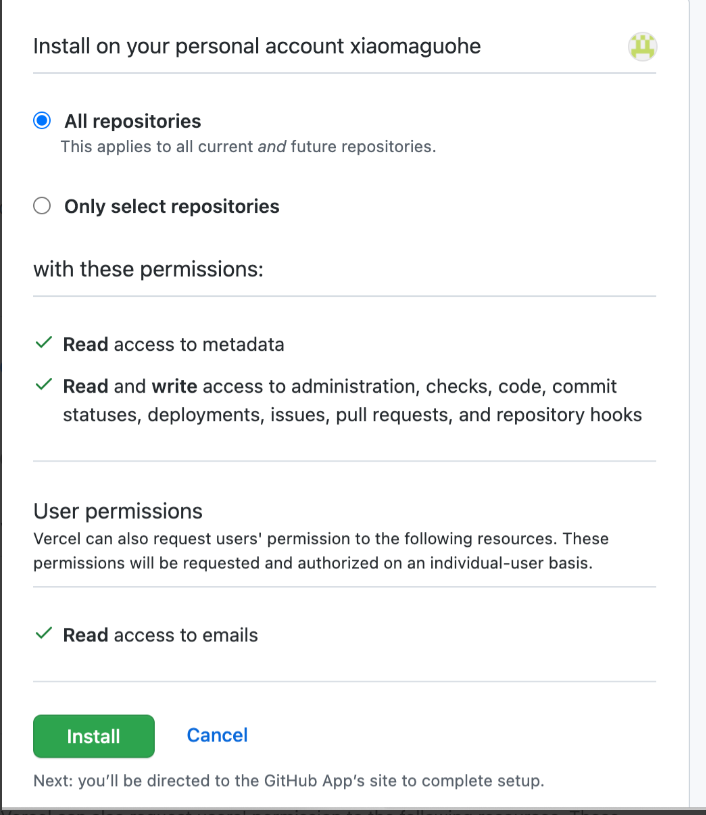 Install on your personal account xiaomaguohe
All repositories
This applies to all current and future repositories.
Only select repositories
with these permissions:
Read access to metadata
Read and write access to administration, checks, code, commit
statuses, deployments, issues, pull requests, and repository hooks
User permissions
Vercel can also request users' permission to the following resources. These
permissions will be requested and authorized on an individual-user basis.
Read access to emails
Install Cancel
Next: you’ll be directed to the GitHub App’s site to complete setup.